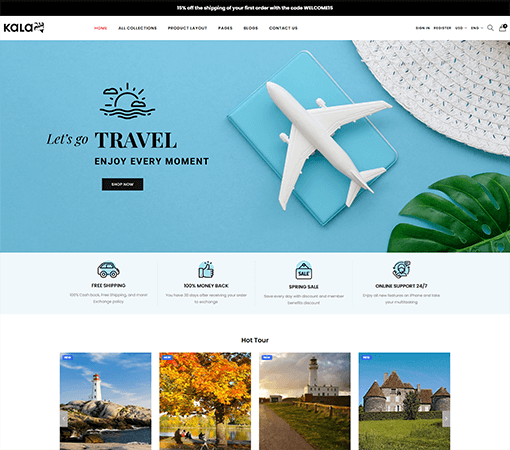 15% off the shipping of your first order with the code WELCOME15
KALA
HOME ALL COLLECTIONS PRODUCT LAYOUT PAGES BLOGS CONTACT US
SIGN IN REGISTER USD ENG 0
Let's go TRAVEL
ENJOY EVERY MOMENT
SHOP NOW
FREE SHIPPING
100% Cash back, Free Shipping, and more!
Exchange policy
100% MONEY BACK
You have 30 days after receiving your order
to exchange
SALE
SPRING SALE
Save every day with discount and member
benefits discount
ONLINE SUPPORT 24/7
Enjoy all new features on iPhone and take
your multitasking.
Hot Tour
NEW NEW NEW NEW